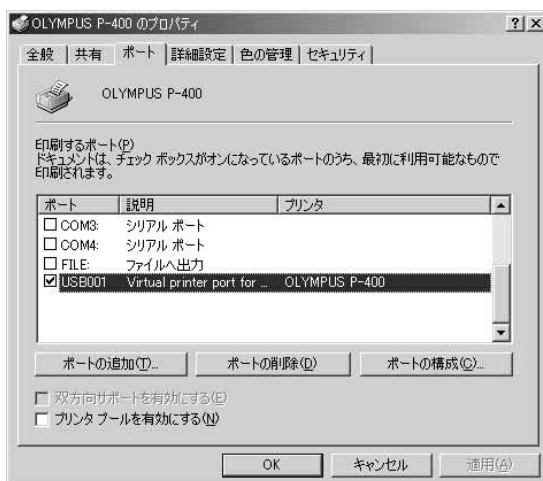 OLYMPUS P-400 のプロパティ
? ×
全般 共有 ポート 詳細設定 色の管理 セキュリティ
OLYMPUS P-400
印刷するポート(P)
ドキュメントは、チェック ボックスがオンになっているポートのうち、最初に利用可能なもので
印刷されます。
ポート 説明 プリンタ
COM3: シリアル ポート
COM4: シリアル ポート
FILE: ファイルへ出力
USB001 Virtual printer port for ... OLYMPUS P-400
ポートの追加(T)... ポートの削除(D) ポートの構成(C)...
双方向サポートを有効にする(E)
プリンタ プールを有効にする(N)
OK キャンセル 適用(A)